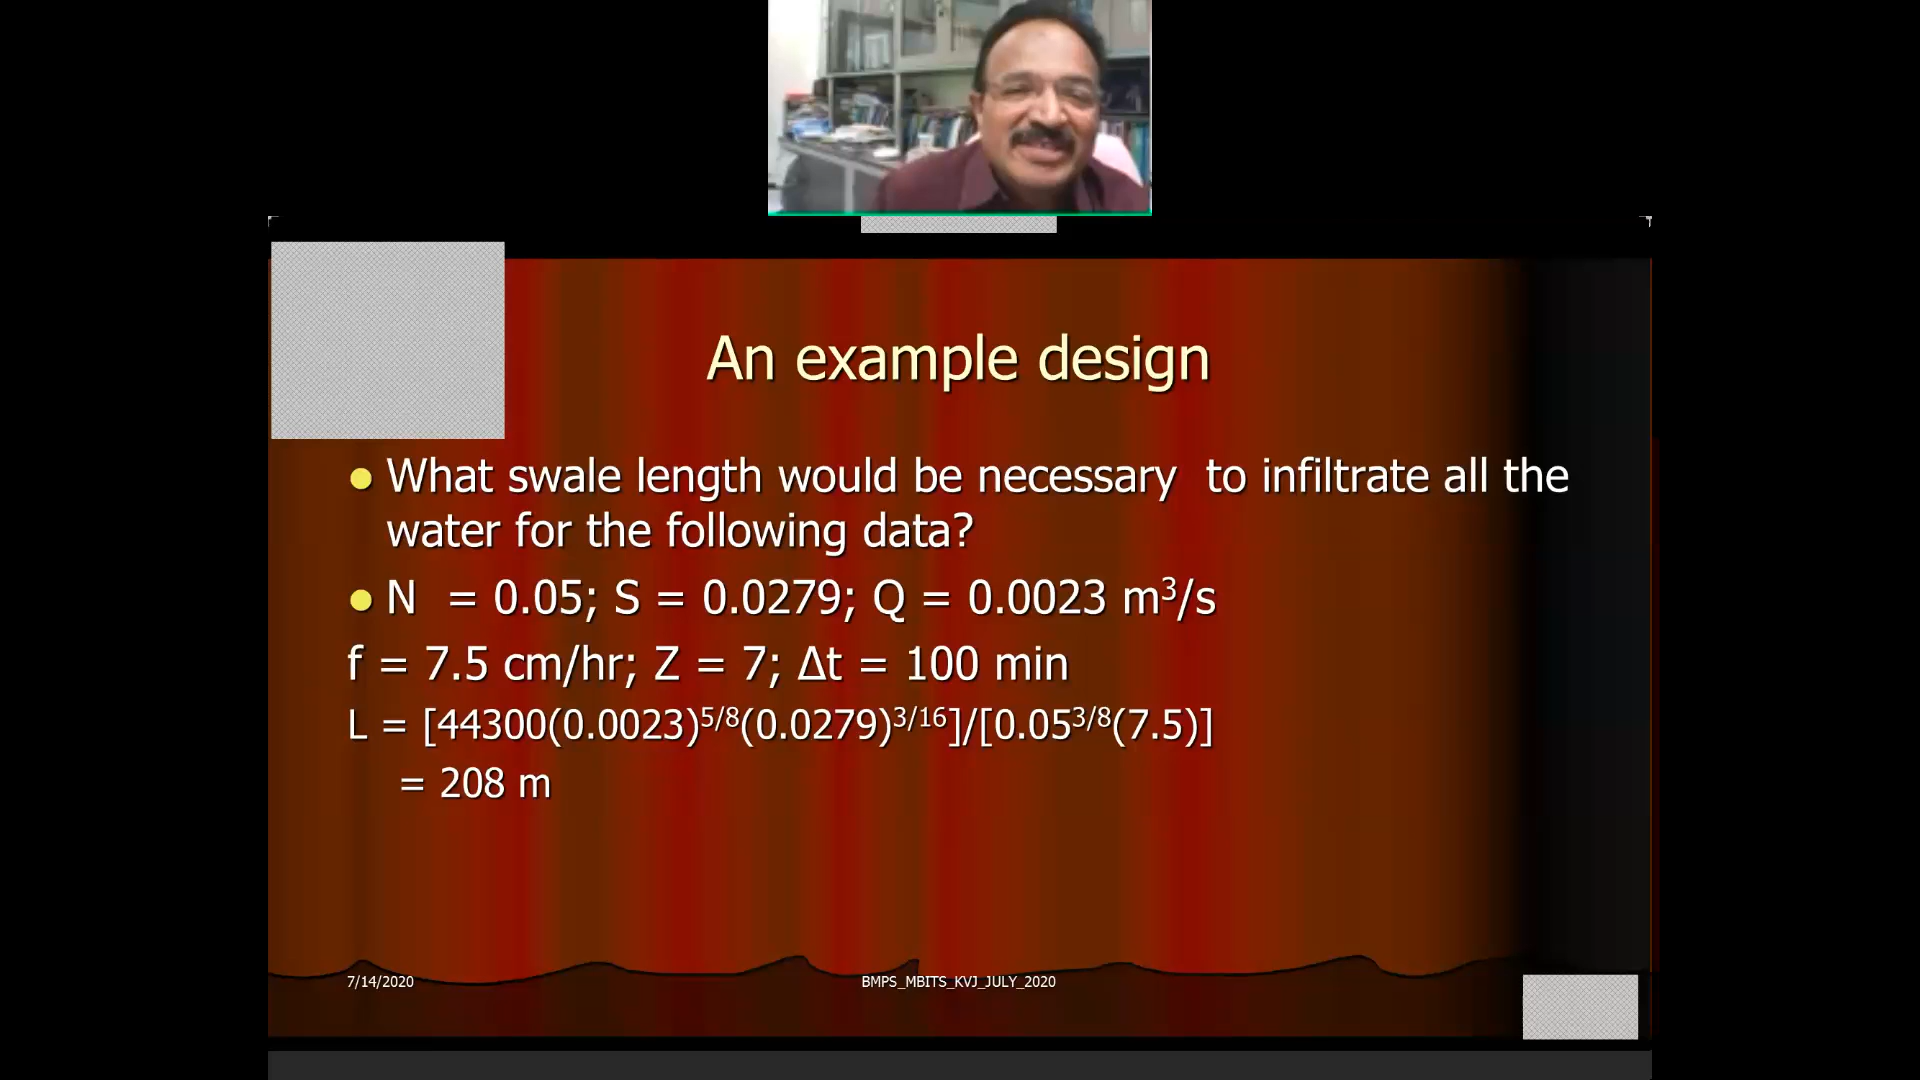 An example design
What swale length would be necessary to infiltrate all the
water for the following data?
N = 0.05; S = 0.0279; Q = 0.0023 m³/s
f = 7.5 cm/hr; Z = 7; Δt = 100 min
L = [44300(0.0023)⁵/⁸(0.0279)³/¹⁶]/[0.05³/⁸(7.5)]
= 208 m
7/14/2020 BMPS_MBITS_KVJ_JULY_2020